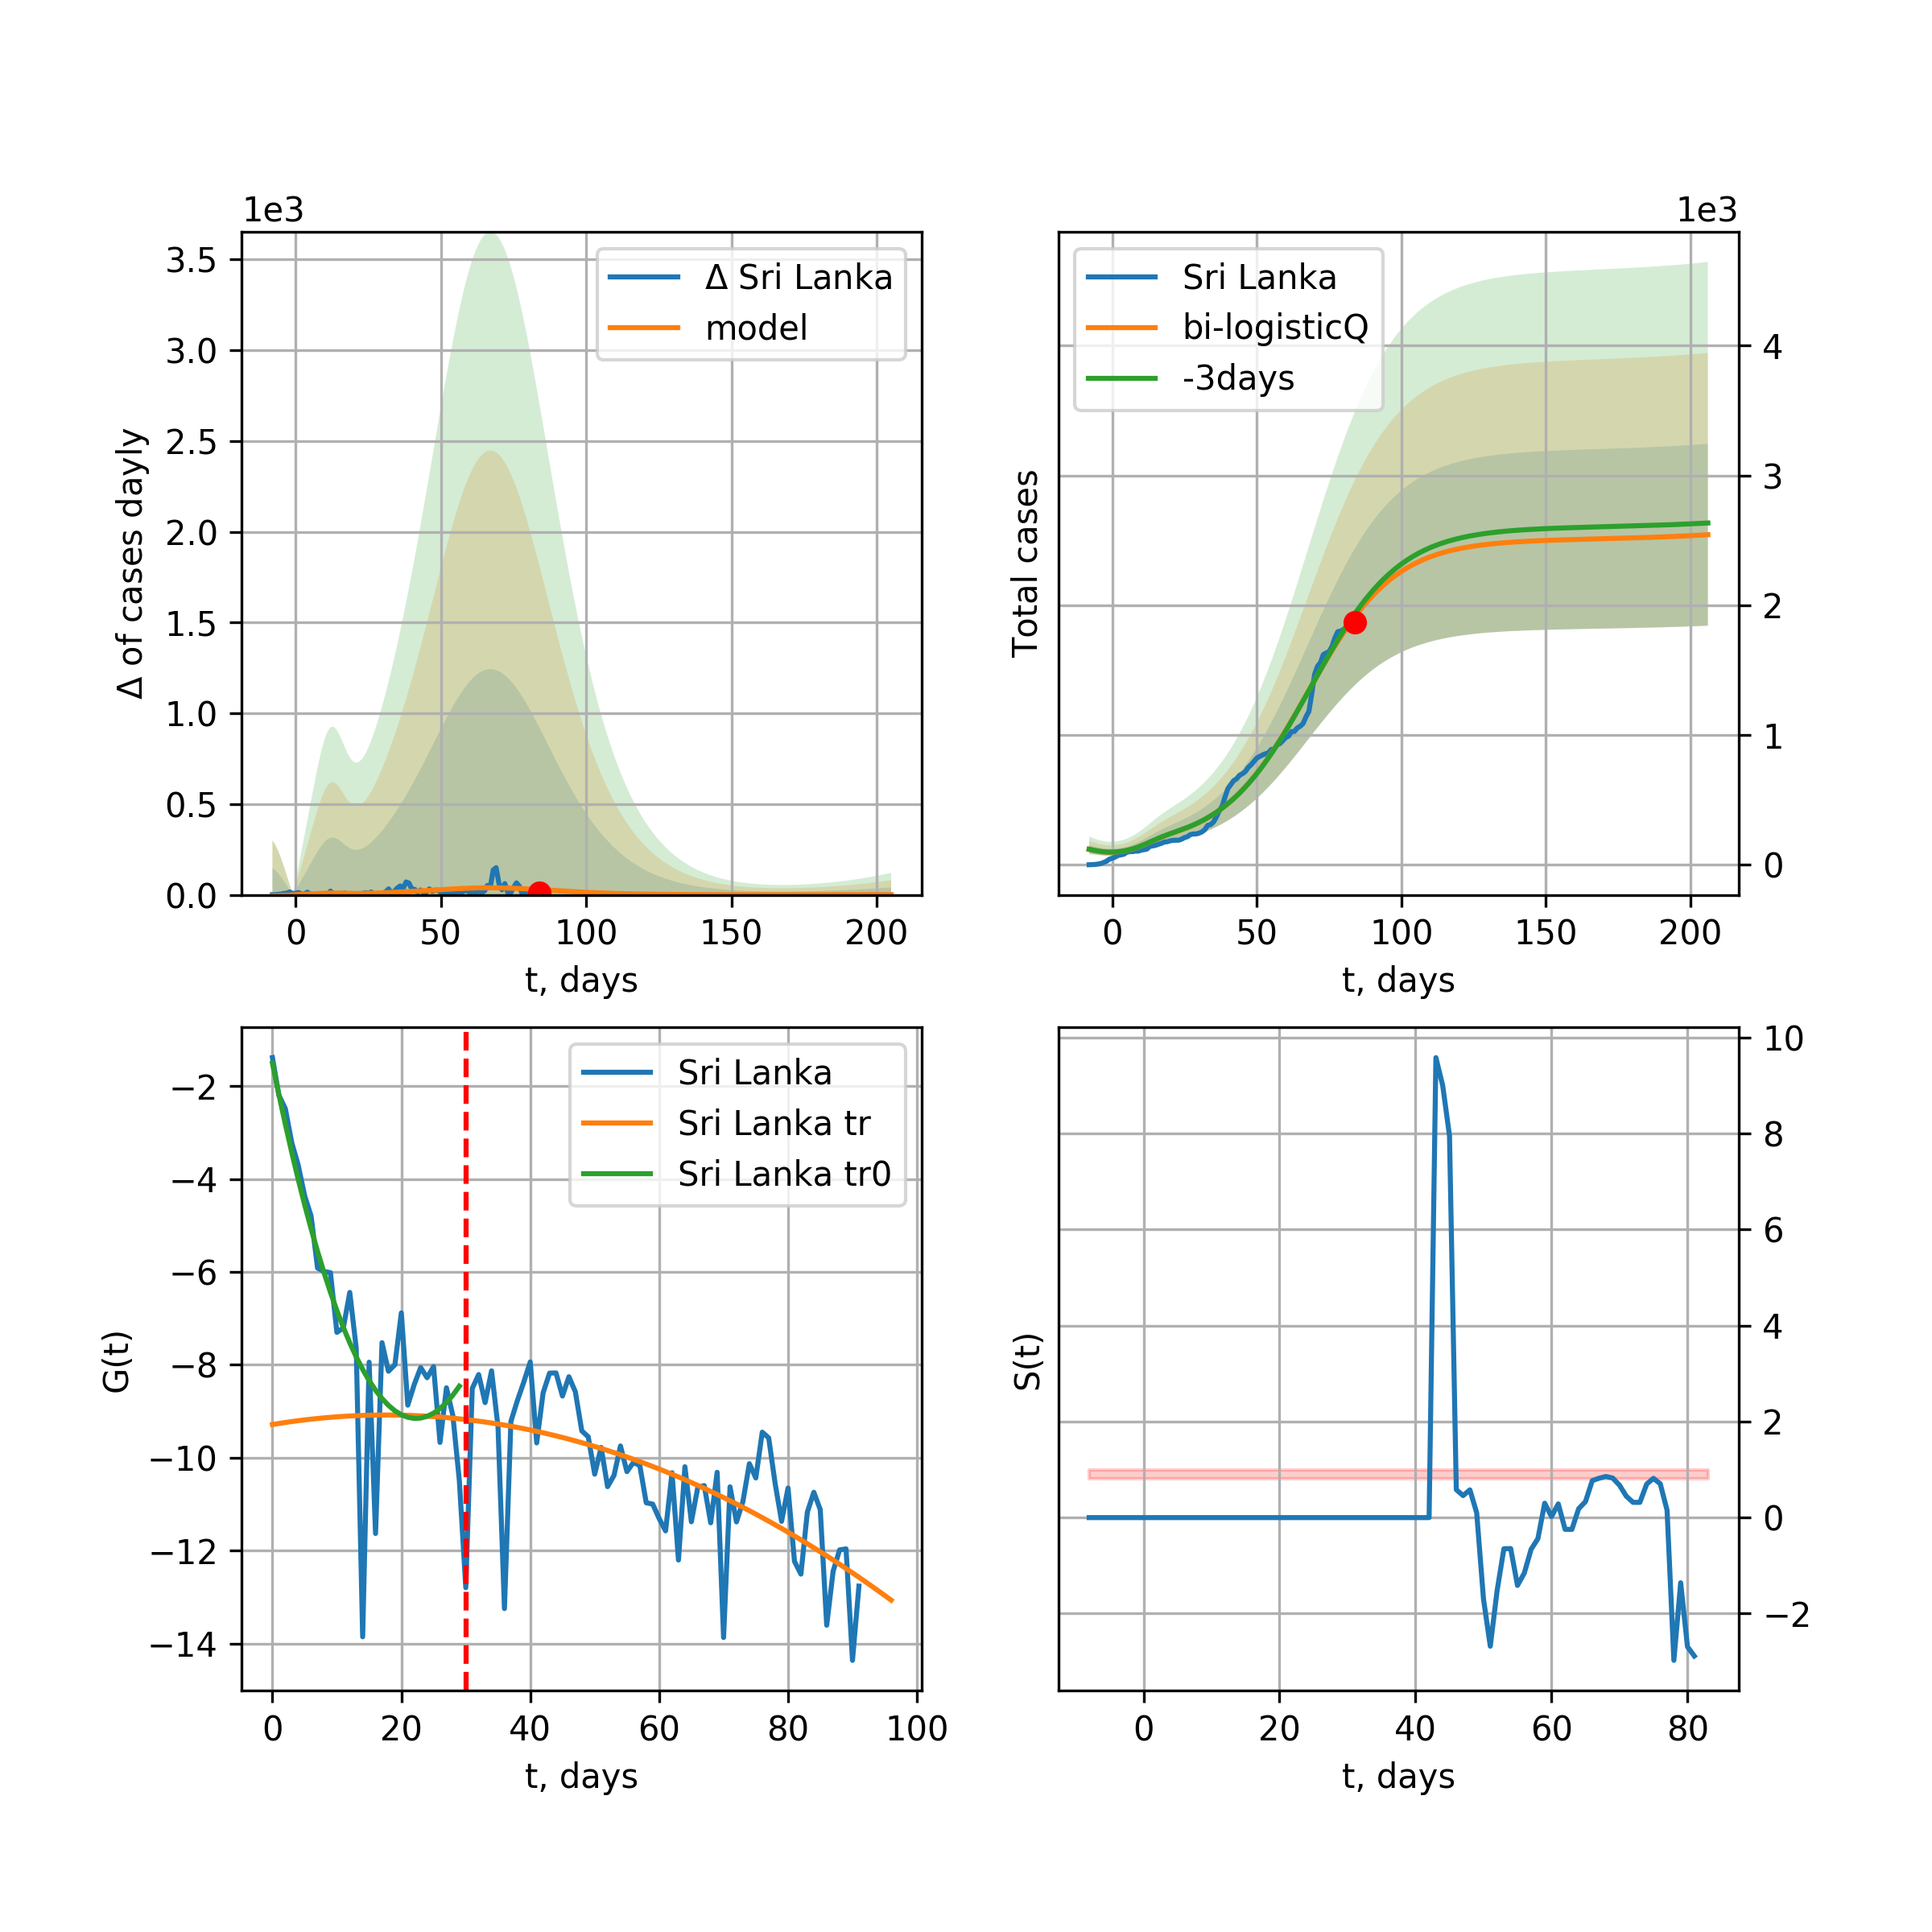 1e3
3.5
3.0
2.5
2.0
1.5
1.0
0.5
0.0
Δ of cases dayly
Δ Sri Lanka
model
0 50 100 150 200
t, days
1e3
Total cases
Sri Lanka
bi-logisticQ
-3days
4
3
2
1
0
0 50 100 150 200
t, days
−2
−4
−6
−8
−10
−12
−14
G(t)
Sri Lanka
Sri Lanka tr
Sri Lanka tr0
0 20 40 60 80 100
t, days
S(t)
10
8
6
4
2
0
−2
0 20 40 60 80
t, days